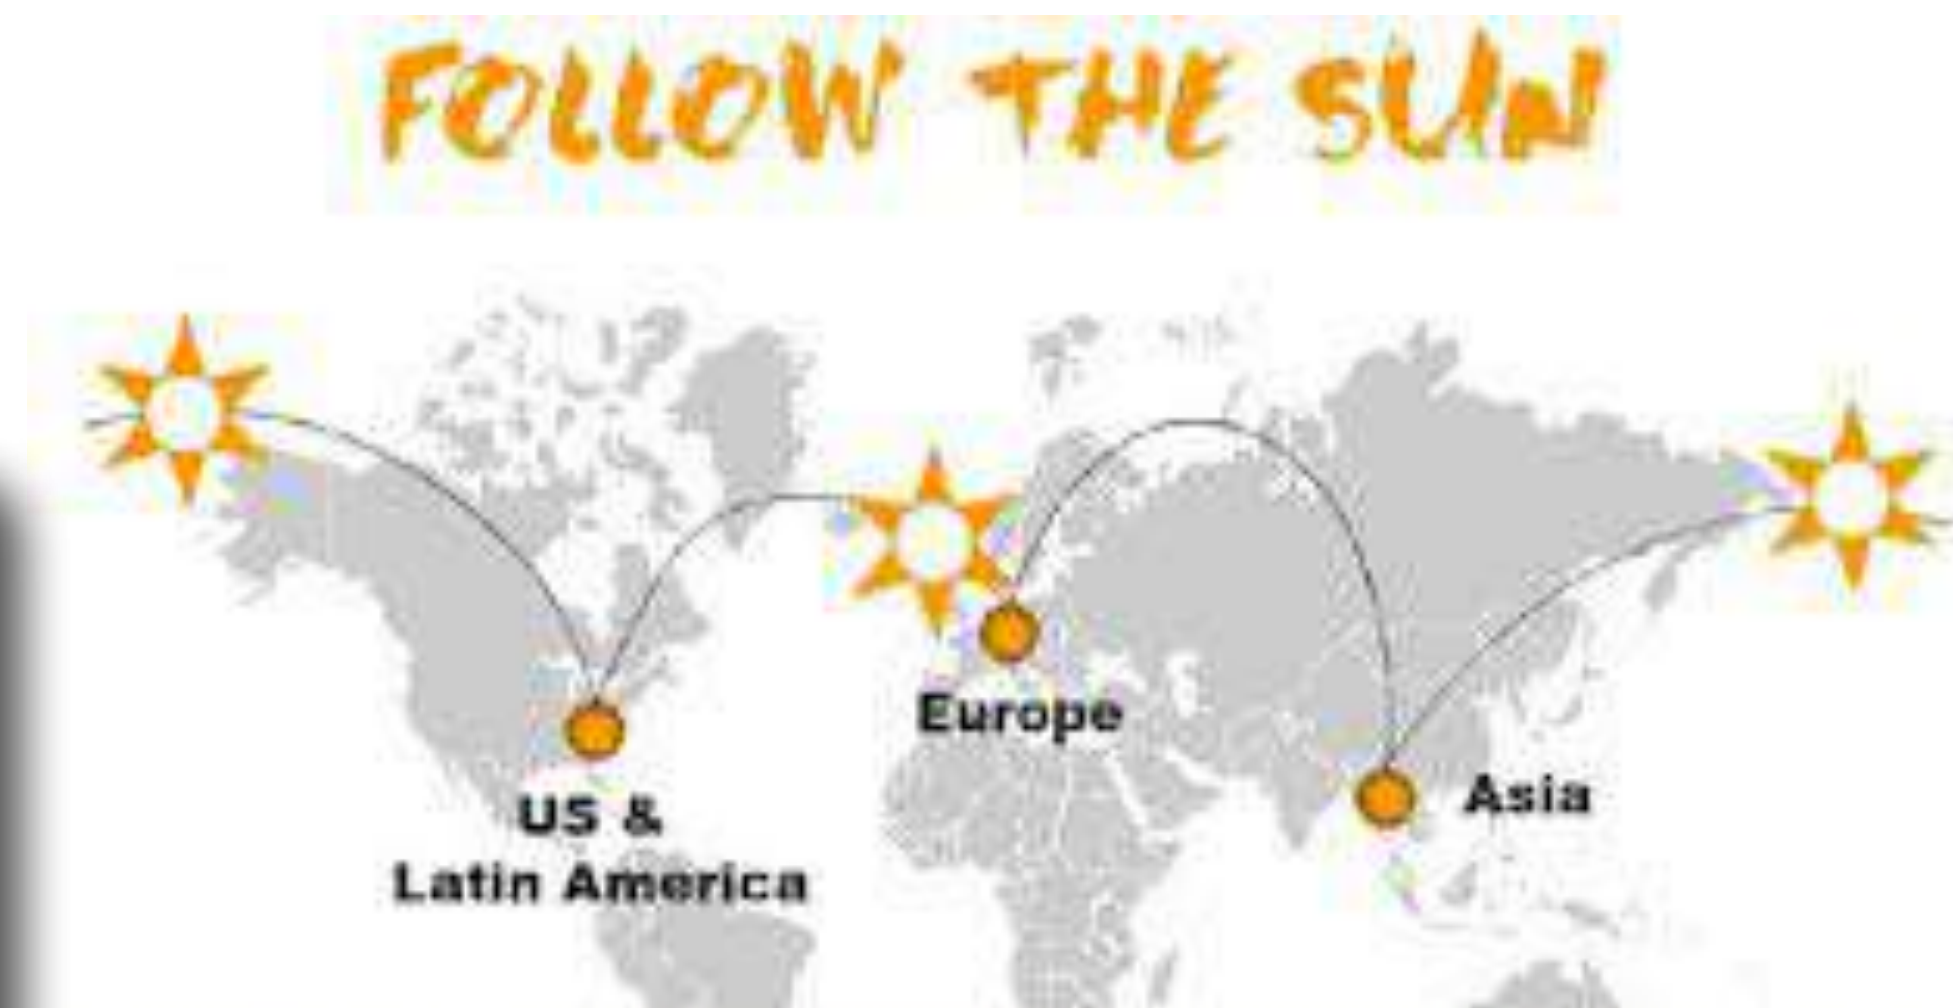 FOLLOW THE SUN
US &
Latin America
Europe
Asia